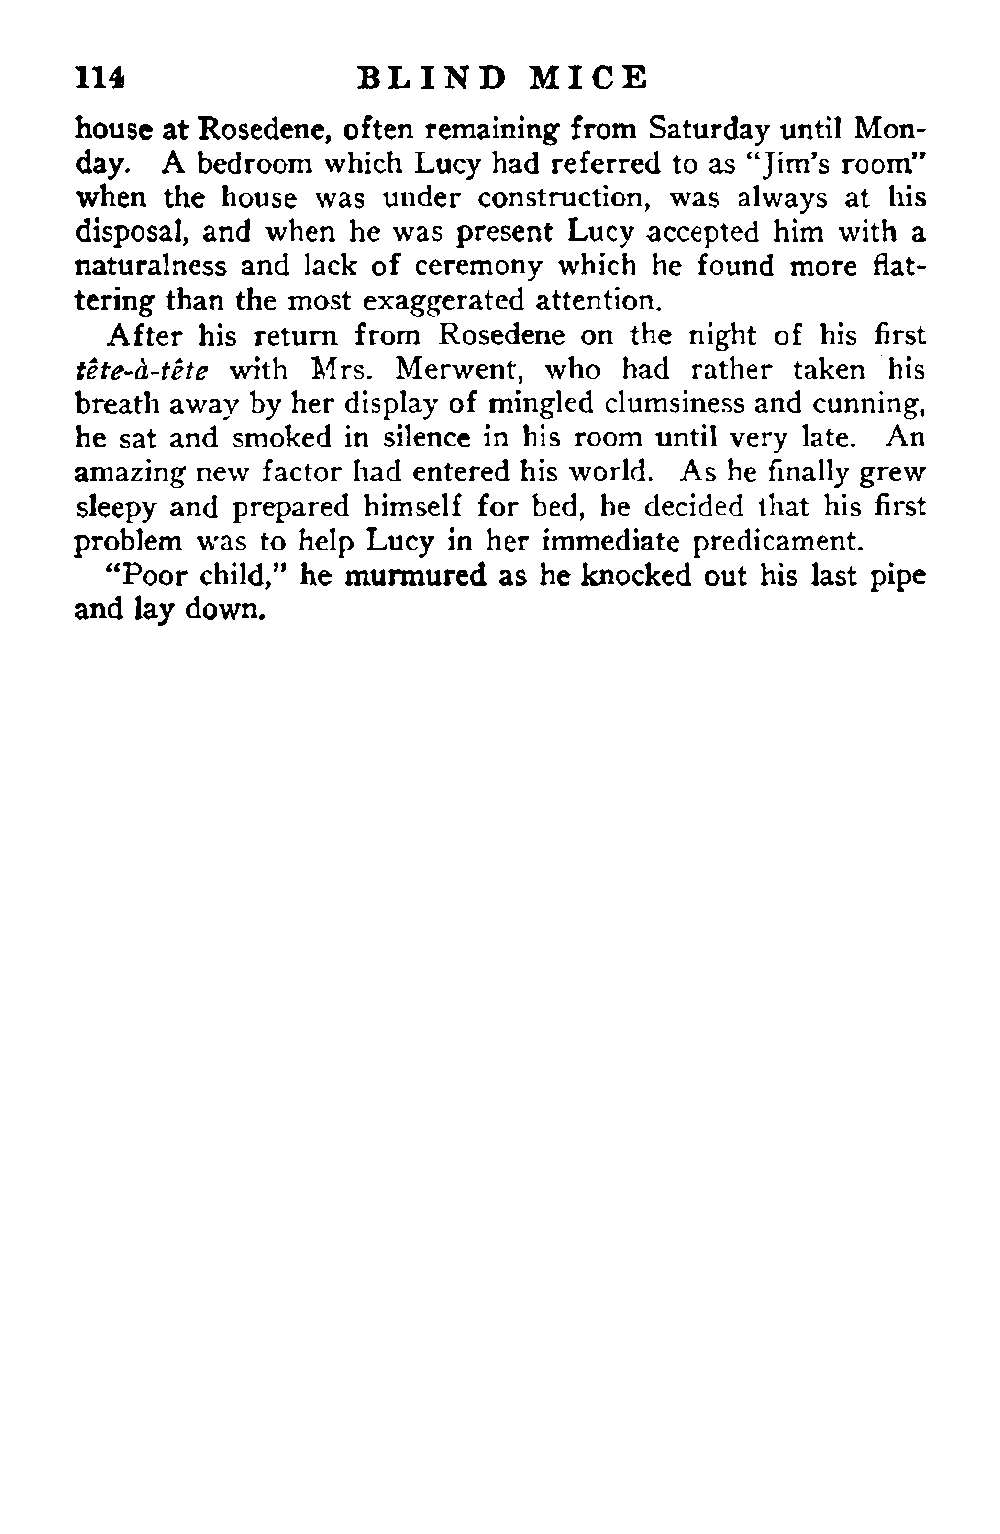 114 BLIND MICE
house at Rosedene, often remaining from Saturday until Mon-
day. A bedroom which Lucy had referred to as “Jim’s room”
when the house was under construction, was always at his
disposal, and when he was present Lucy accepted him with a
naturalness and lack of ceremony which he found more flat-
tering than the most exaggerated attention.
After his return from Rosedene on the night of his first
tête-à-tête with Mrs. Merwent, who had rather taken his
breath away by her display of mingled clumsiness and cunning,
he sat and smoked in silence in his room until very late. An
amazing new factor had entered his world. As he finally grew
sleepy and prepared himself for bed, he decided that his first
problem was to help Lucy in her immediate predicament.
“Poor child,” he murmured as he knocked out his last pipe
and lay down.